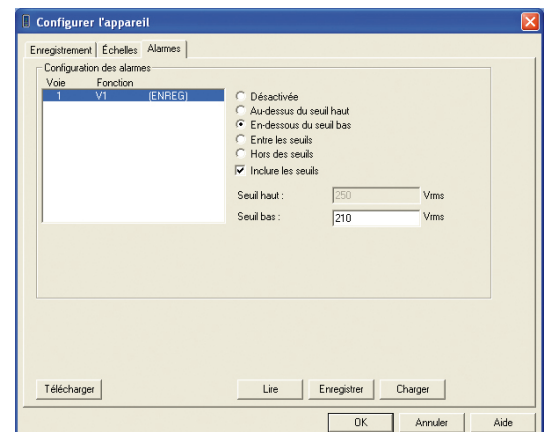 Configurer l'appareil
Enregistrement Échelles Alarmes
Configuration des alarmes
Voie Fonction
1 V1 (ENREG)
Désactivée
Au-dessus du seuil haut
En-dessous du seuil bas
Entre les seuils
Hors des seuils
Inclure les seuils
Seuil haut : 250 Vrms
Seuil bas : 210 Vrms
Télécharger Lire Enregistrer Charger
OK Annuler Aide